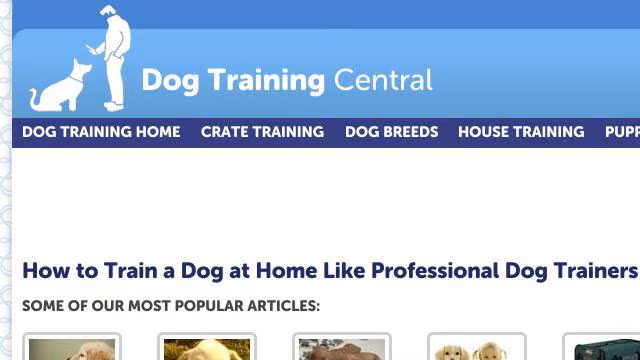 Dog Training Central
DOG TRAINING HOME CRATE TRAINING DOG BREEDS HOUSE TRAINING PUPP
How to Train a Dog at Home Like Professional Dog Trainers
SOME OF OUR MOST POPULAR ARTICLES: